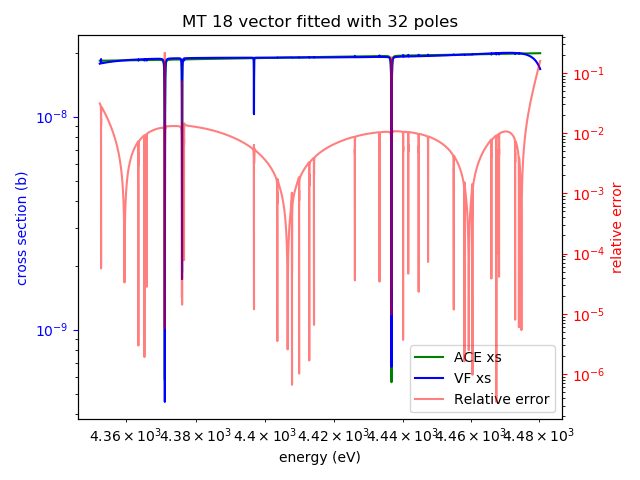 MT 18 vector fitted with 32 poles
cross section (b)
10⁻⁸
10⁻⁹
relative error
10⁻¹
10⁻²
10⁻³
10⁻⁴
10⁻⁵
10⁻⁶
ACE xs
VF xs
Relative error
4.36 × 10³ 4.38 × 10³ 4.4 × 10³ 4.42 × 10³ 4.44 × 10³ 4.46 × 10³ 4.48 × 10³
energy (eV)